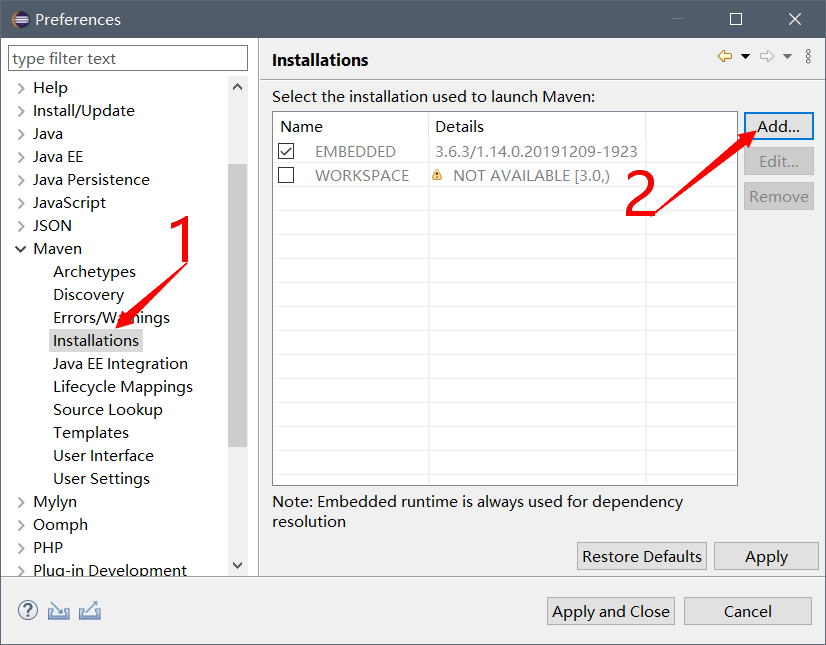 Preferences
type filter text
Help
Install/Update
Java
Java EE
Java Persistence
JavaScript
JSON
Maven
Archetypes
Discovery
Errors/Warnings
Installations
Java EE Integration
Lifecycle Mappings
Source Lookup
Templates
User Interface
User Settings
Mylyn
Oomph
PHP
Plug-in Development
1
Installations
Select the installation used to launch Maven:
Name Details
EMBEDDED 3.6.3/1.14.0.20191209-1923
WORKSPACE NOT AVAILABLE [3.0,)
2
Add...
Edit...
Remove
Note: Embedded runtime is always used for dependency
resolution
Restore Defaults Apply
Apply and Close Cancel